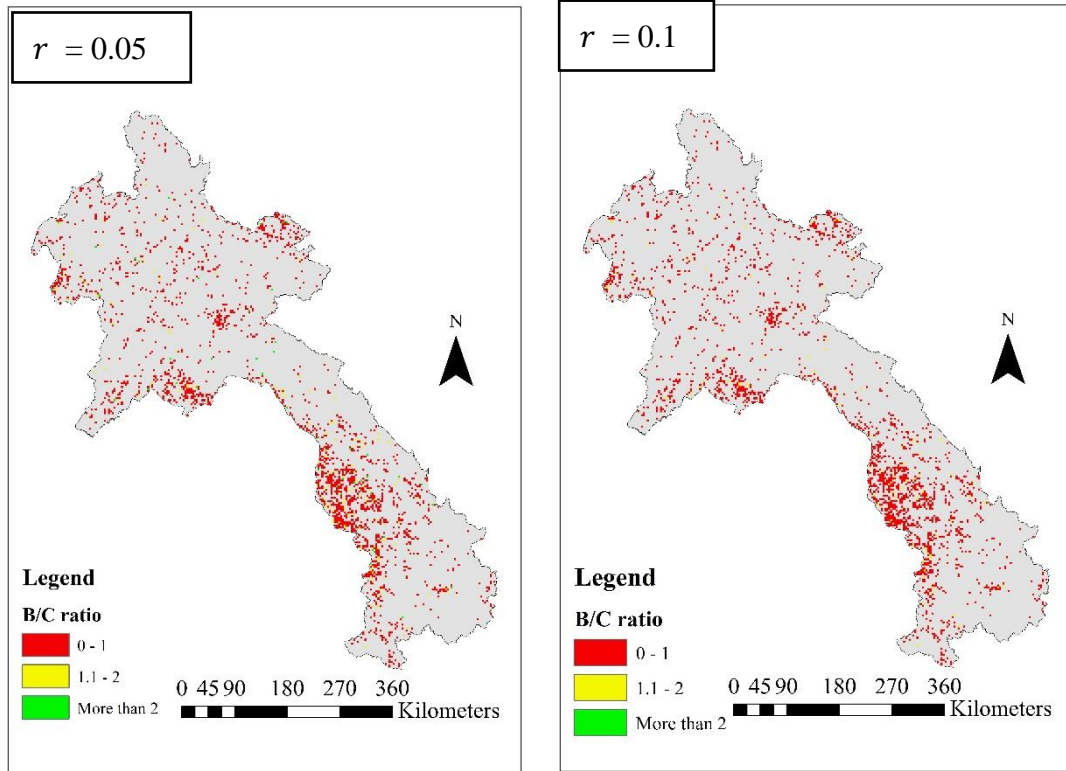 r = 0.05
N
Legend
B/C ratio
0 - 1
1.1 - 2
More than 2
0 45 90 180 270 360
Kilometers
r = 0.1
N
Legend
B/C ratio
0 - 1
1.1 - 2
More than 2
0 45 90 180 270 360
Kilometers